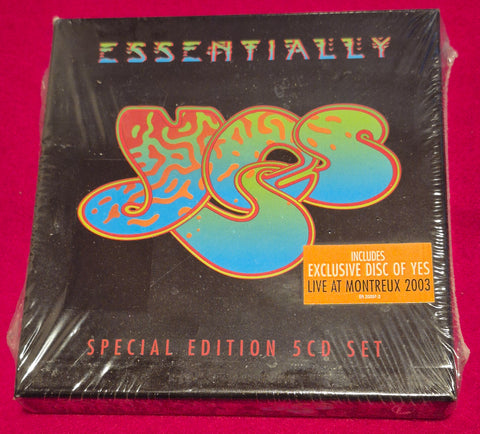 ESSENTIALLY
YES
INCLUDES
EXCLUSIVE DISC OF YES
LIVE AT MONTREUX 2003
SPECIAL EDITION 5CD SET